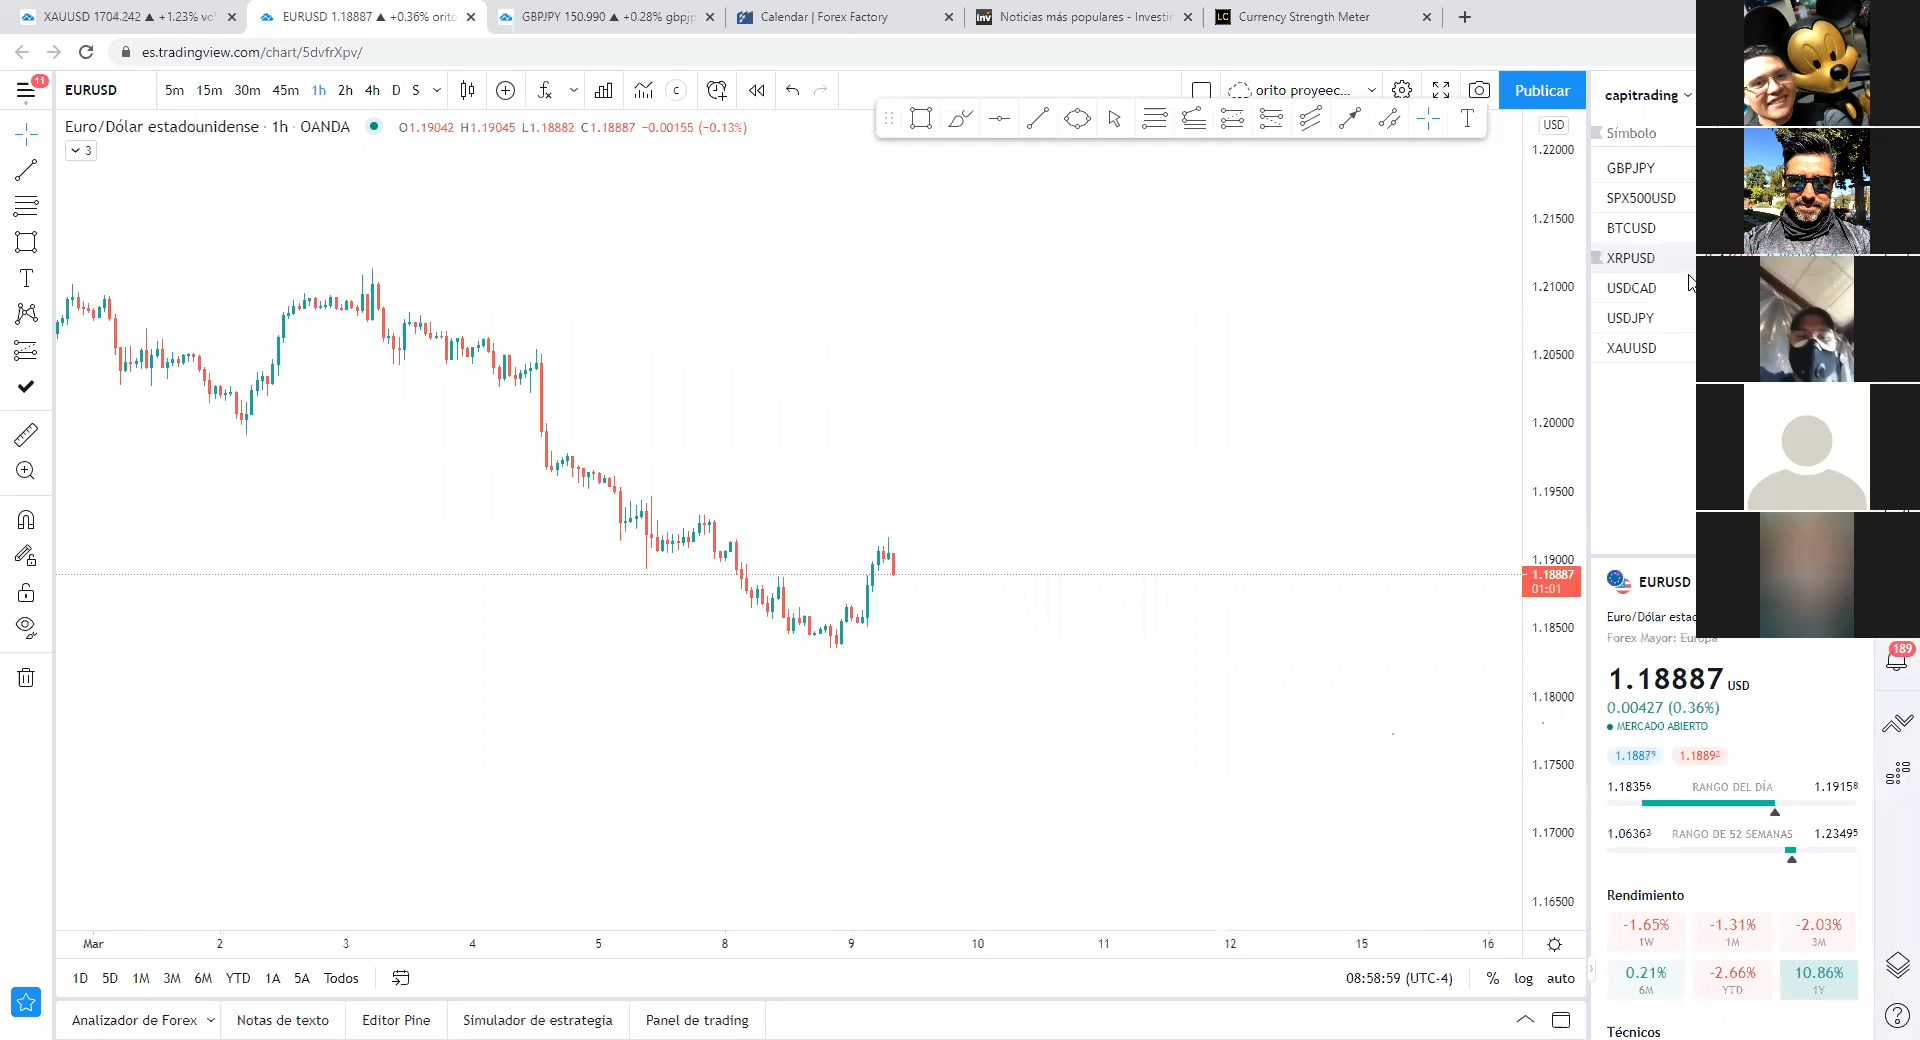 XAUUSD 1704.242 ▲ +1.23% vo
EURUSD 1.18887 ▲ +0.36% orito
GBPJPY 150.990 ▲ +0.28% gbpj
Calendar | Forex Factory
Noticias más populares - Investi
Currency Strength Meter
es.tradingview.com/chart/5dvfrXpv/
11
EURUSD
5m 15m 30m 45m 1h 2h 4h D S
orito proyeec...
Publicar
capitrading
Euro/Dólar estadounidense · 1h · OANDA
O1.19042 H1.19045 L1.18882 C1.18887 −0.00155 (−0.13%)
3
USD
Símbolo
GBPJPY
SPX500USD
BTCUSD
XRPUSD
USDCAD
USDJPY
XAUUSD
1.22000
1.21500
1.21000
1.20500
1.20000
1.19500
1.19000
1.18887
01:01
1.18500
1.18000
1.17500
1.17000
1.16500
Mar 2 3 4 5 8 9 10 11 12 15 16
EURUSD
Euro/Dólar estad
Forex Mayor: Europa
189
1.18887 USD
0.00427 (0.36%)
MERCADO ABIERTO
1.18879 1.18892
1.18356 RANGO DEL DÍA 1.19158
1.06363 RANGO DE 52 SEMANAS 1.23495
Rendimiento
-1.65% -1.31% -2.03%
1W 1M 3M
0.21% -2.66% 10.86%
6M YTD 1Y
Técnicos
1D 5D 1M 3M 6M YTD 1A 5A Todos
08:58:59 (UTC-4)
% log auto
Analizador de Forex
Notas de texto
Editor Pine
Simulador de estrategia
Panel de trading